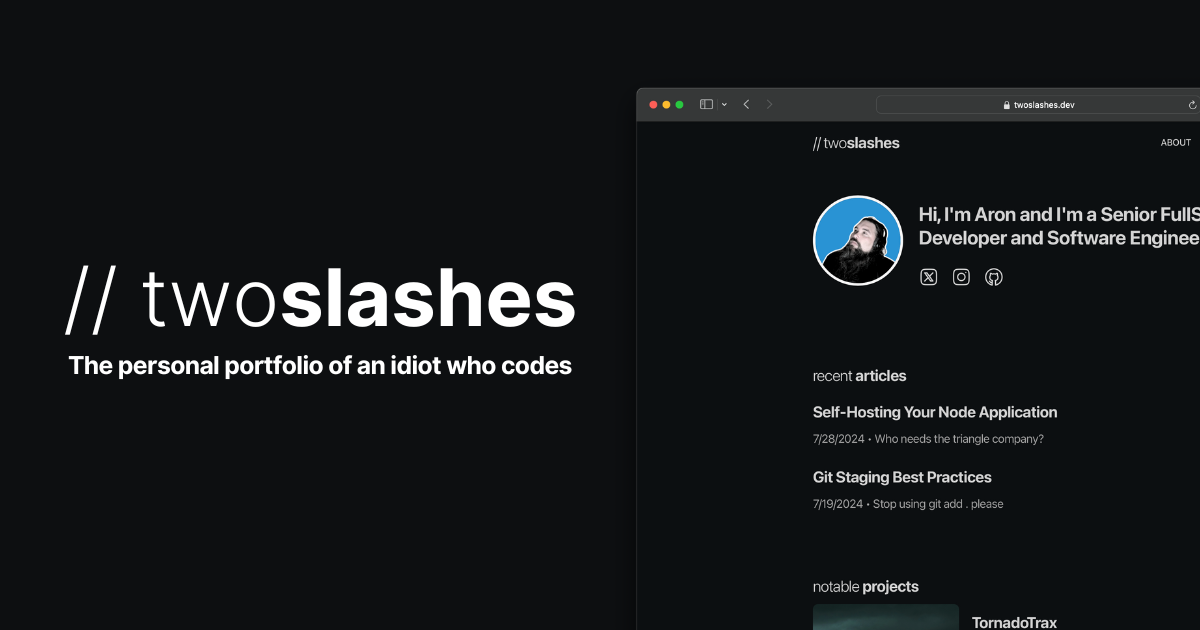 // twoslashes
The personal portfolio of an idiot who codes
twoslashes.dev
// twoslashes
ABOUT
Hi, I'm Aron and I'm a Senior FullS
Developer and Software Enginee
recent articles
Self-Hosting Your Node Application
7/28/2024 • Who needs the triangle company?
Git Staging Best Practices
7/19/2024 • Stop using git add . please
notable projects
TornadoTrax